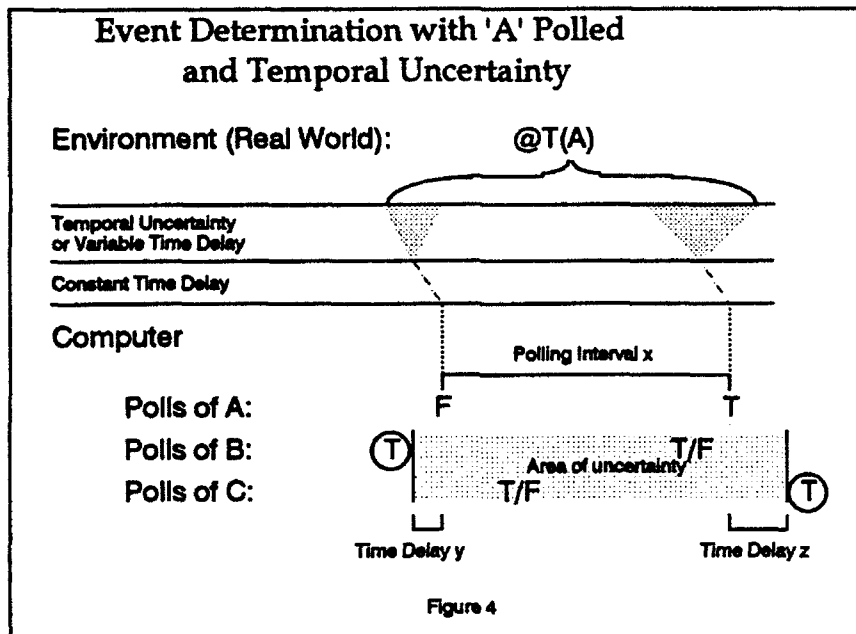 Event Determination with 'A' Polled
and Temporal Uncertainty
Environment (Real World): @T(A)
Temporal Uncertainty
or Variable Time Delay
Constant Time Delay
Computer
Polling Interval x
Polls of A: F T
Polls of B: T T/F
Area of uncertainty
Polls of C: T/F T
Time Delay y Time Delay z
Figure 4